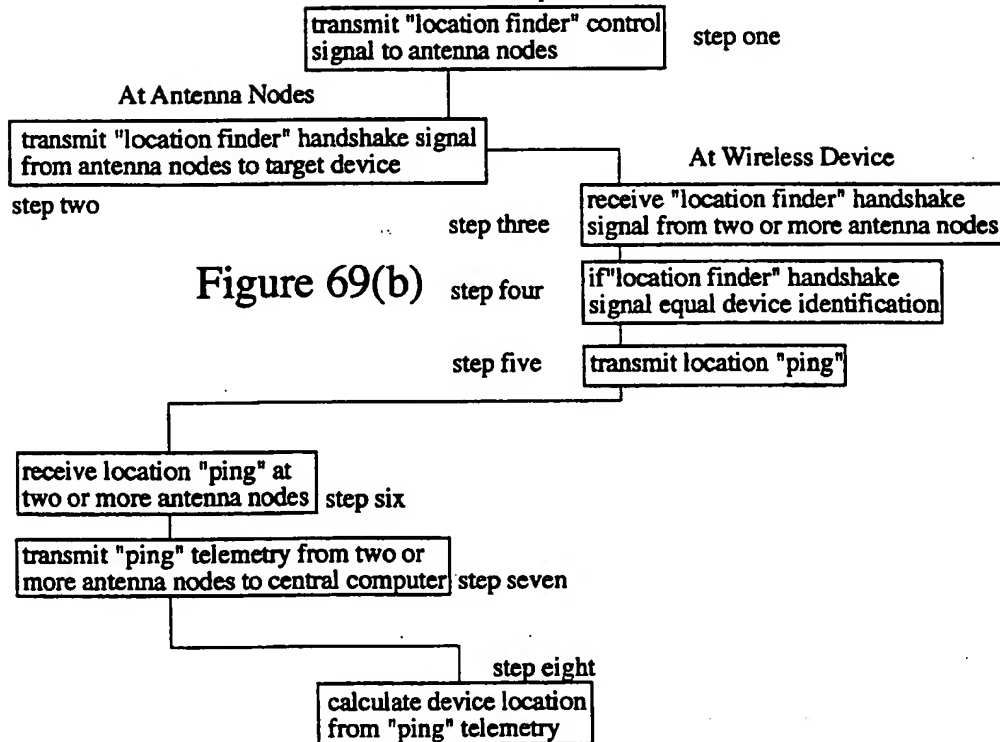 transmit "location finder" control
signal to antenna nodes
step one
At Antenna Nodes
transmit "location finder" handshake signal
from antenna nodes to target device
step two
At Wireless Device
step three
receive "location finder" handshake
signal from two or more antenna nodes
Figure 69(b)
step four
if"location finder" handshake
signal equal device identification
step five
transmit location "ping"
receive location "ping" at
two or more antenna nodes
step six
transmit "ping" telemetry from two or
more antenna nodes to central computer
step seven
step eight
calculate device location
from "ping" telemetry